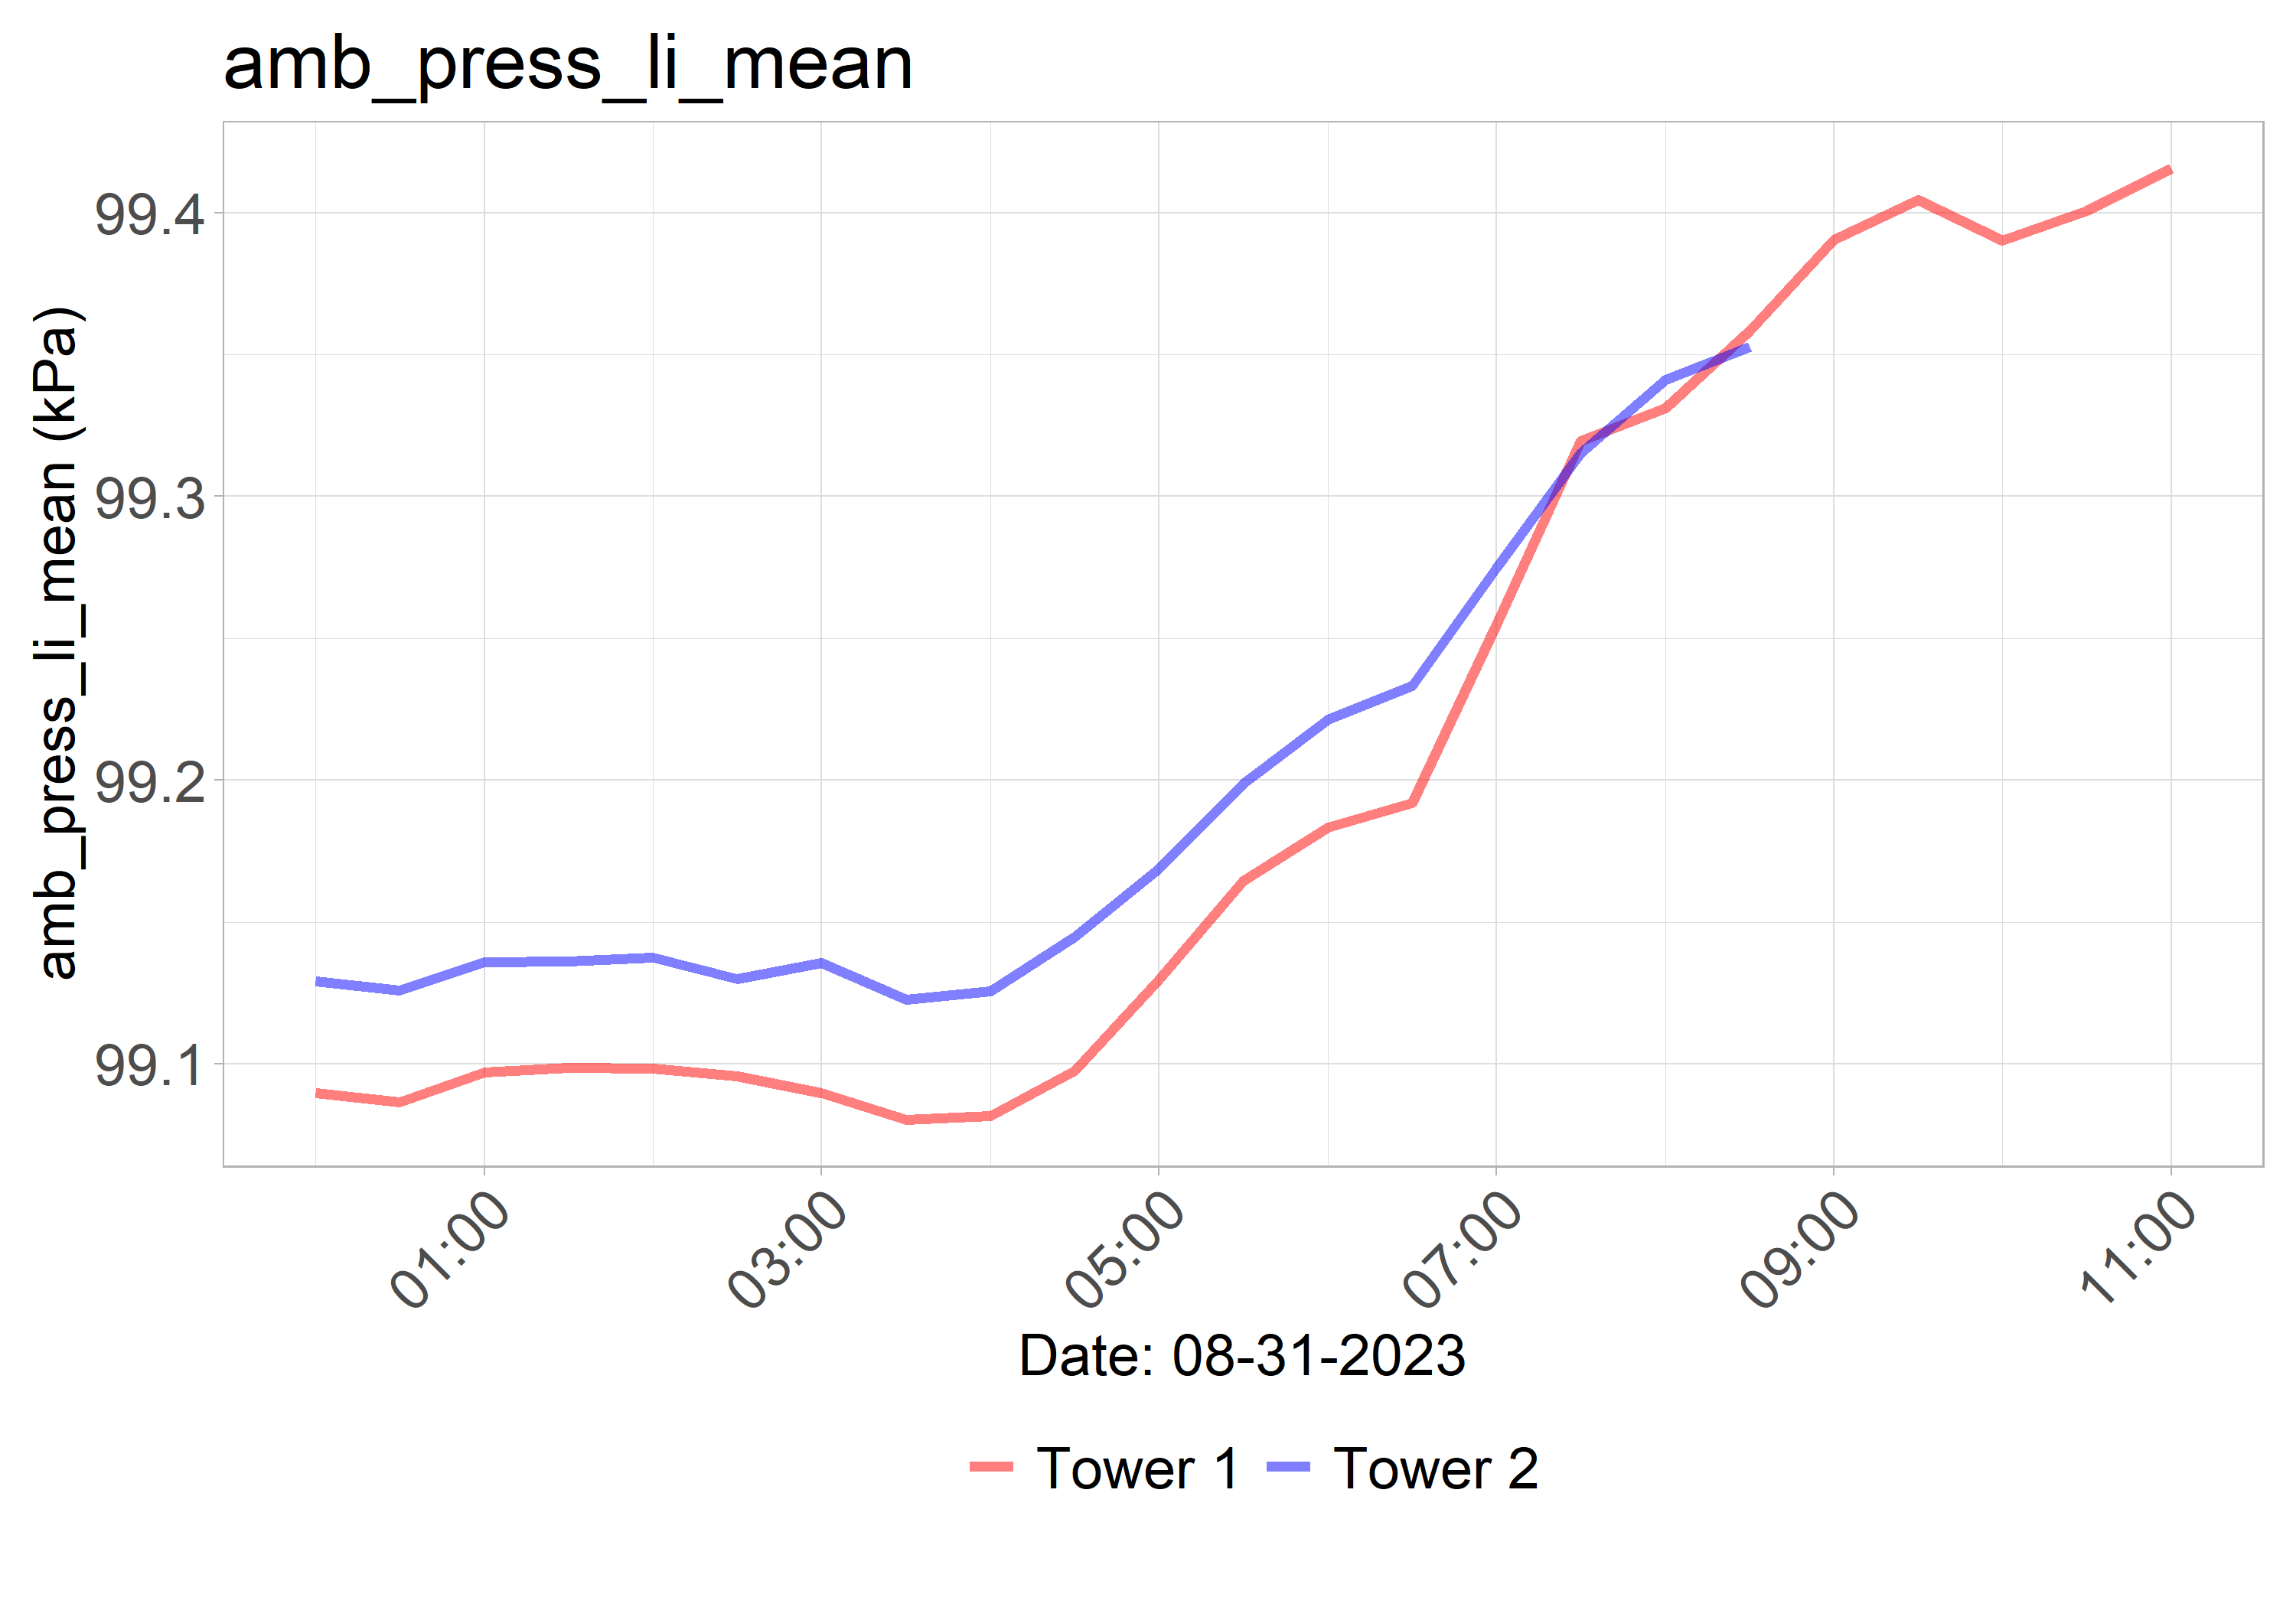 amb_press_li_mean
amb_press_li_mean (kPa)
99.4
99.3
99.2
99.1
01:00 03:00 05:00 07:00 09:00 11:00
Date: 08-31-2023
Tower 1 Tower 2